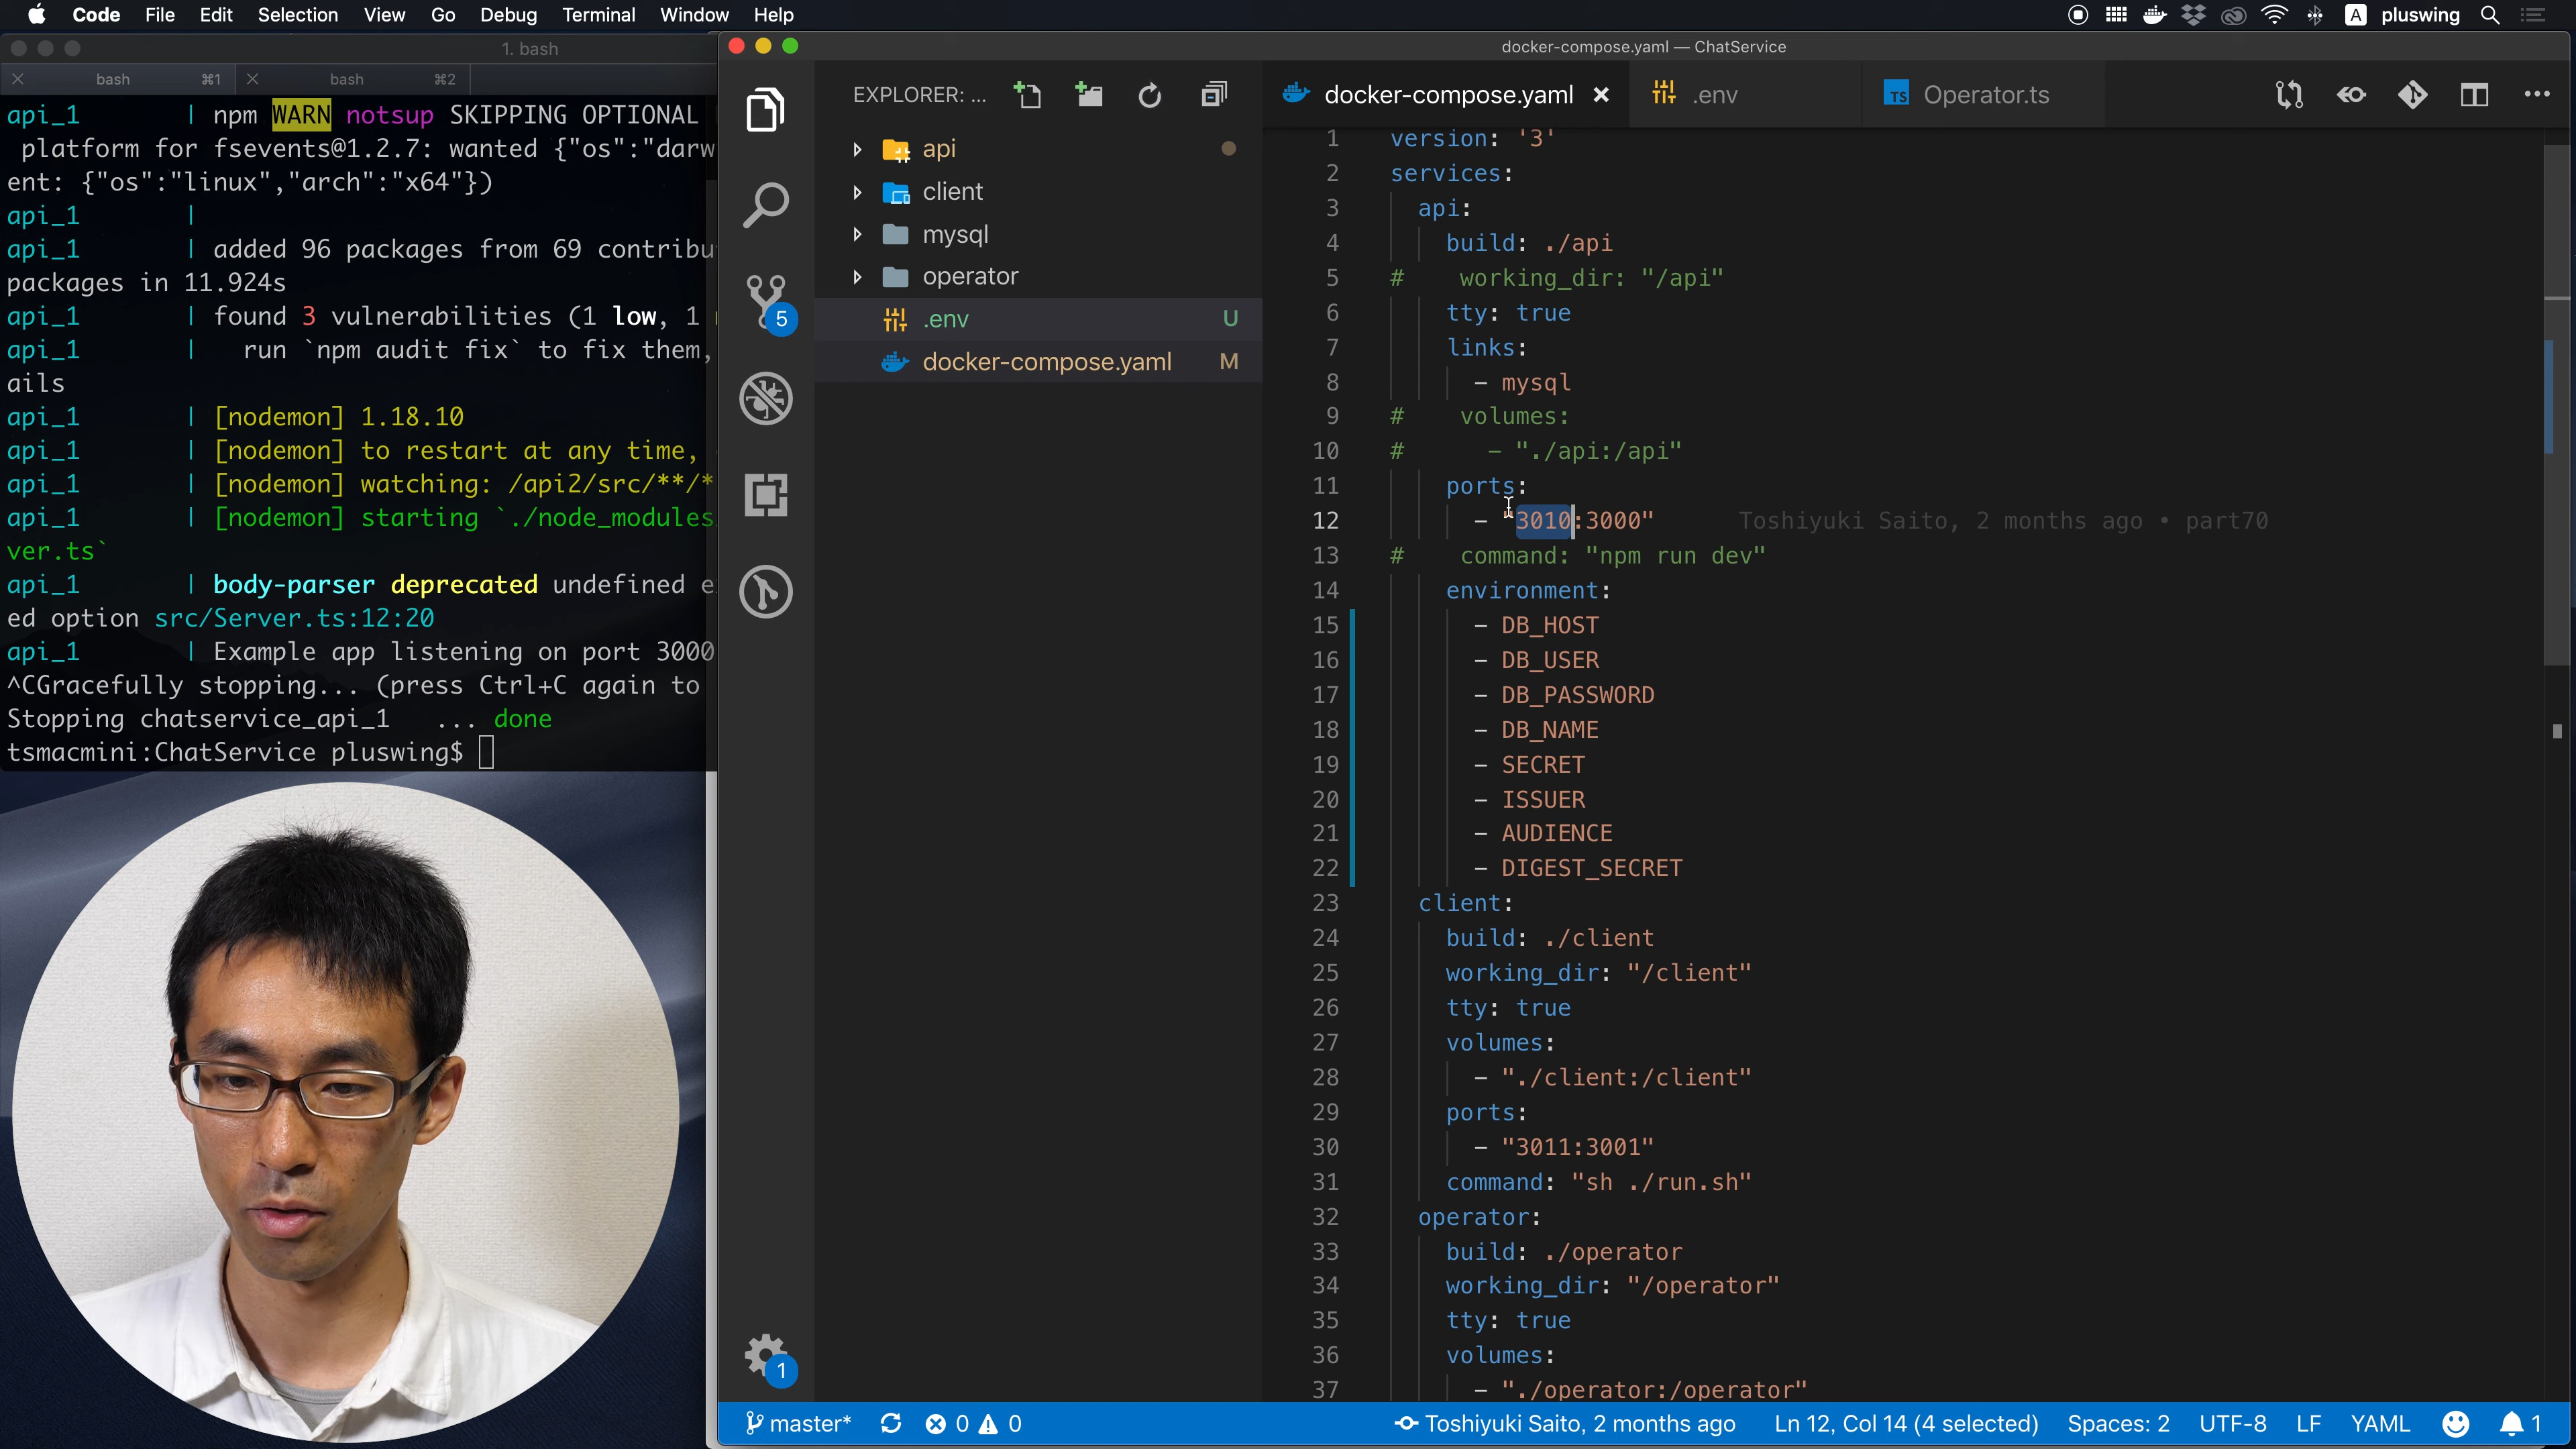 Code File Edit Selection View Go Debug Terminal Window Help A pluswing
1. bash
bash ⌘1 bash ⌘2
api_1 | npm WARN notsup SKIPPING OPTIONAL
platform for fsevents@1.2.7: wanted {"os":"darw
ent: {"os":"linux","arch":"x64"})
api_1 |
api_1 | added 96 packages from 69 contribu
packages in 11.924s
api_1 | found 3 vulnerabilities (1 low, 1
api_1 | run `npm audit fix` to fix them,
ails
api_1 | [nodemon] 1.18.10
api_1 | [nodemon] to restart at any time,
api_1 | [nodemon] watching: /api2/src/**/*
api_1 | [nodemon] starting `./node_modules
ver.ts`
api_1 | body-parser deprecated undefined e
ed option src/Server.ts:12:20
api_1 | Example app listening on port 3000
^CGracefully stopping... (press Ctrl+C again to
Stopping chatservice_api_1 ... done
tsmacmini:ChatService pluswing$
docker-compose.yaml — ChatService
EXPLORER: ...
api
client
mysql
operator
.env U
docker-compose.yaml M
5
1
docker-compose.yaml .env TS Operator.ts
1 version: '3'
2 services:
3 api:
4 build: ./api
5 # working_dir: "/api"
6 tty: true
7 links:
8 - mysql
9 # volumes:
10 # - "./api:/api"
11 ports:
12 - "3010:3000" Toshiyuki Saito, 2 months ago • part70
13 # command: "npm run dev"
14 environment:
15 - DB_HOST
16 - DB_USER
17 - DB_PASSWORD
18 - DB_NAME
19 - SECRET
20 - ISSUER
21 - AUDIENCE
22 - DIGEST_SECRET
23 client:
24 build: ./client
25 working_dir: "/client"
26 tty: true
27 volumes:
28 - "./client:/client"
29 ports:
30 - "3011:3001"
31 command: "sh ./run.sh"
32 operator:
33 build: ./operator
34 working_dir: "/operator"
35 tty: true
36 volumes:
37 - "./operator:/operator"
master* 0 0 Toshiyuki Saito, 2 months ago Ln 12, Col 14 (4 selected) Spaces: 2 UTF-8 LF YAML 1